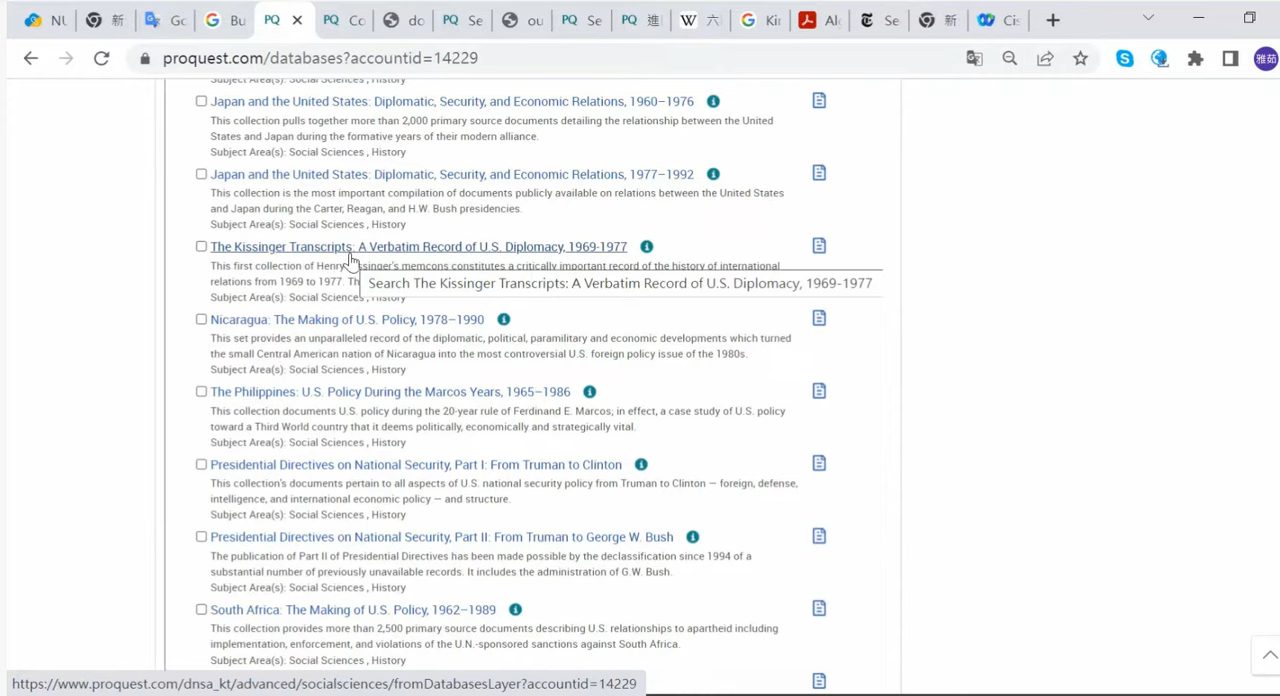 NU
新
Go
Bu
PQ
PQ Co
do
PQ Se
ou
PQ Se
PQ 進
W 六
Kin
Ale
Se
新
Cis
proquest.com/databases?accountid=14229
雅茹
Subject Area(s): Social Sciences , History
Japan and the United States: Diplomatic, Security, and Economic Relations, 1960–1976
This collection pulls together more than 2,000 primary source documents detailing the relationship between the United
States and Japan during the formative years of their modern alliance.
Subject Area(s): Social Sciences , History
Japan and the United States: Diplomatic, Security, and Economic Relations, 1977–1992
This collection is the most important compilation of documents publicly available on relations between the United States
and Japan during the Carter, Reagan, and H.W. Bush presidencies.
Subject Area(s): Social Sciences , History
The Kissinger Transcripts: A Verbatim Record of U.S. Diplomacy, 1969-1977
This first collection of Henry Kissinger's memcons constitutes a critically important record of the history of international
relations from 1969 to 1977. Th
Search The Kissinger Transcripts: A Verbatim Record of U.S. Diplomacy, 1969-1977
Subject Area(s): Social Sciences , History
Nicaragua: The Making of U.S. Policy, 1978–1990
This set provides an unparalleled record of the diplomatic, political, paramilitary and economic developments which turned
the small Central American nation of Nicaragua into the most controversial U.S. foreign policy issue of the 1980s.
Subject Area(s): Social Sciences , History
The Philippines: U.S. Policy During the Marcos Years, 1965–1986
This collection documents U.S. policy during the 20-year rule of Ferdinand E. Marcos; in effect, a case study of U.S. policy
toward a Third World country that it deems politically, economically and strategically vital.
Subject Area(s): Social Sciences , History
Presidential Directives on National Security, Part I: From Truman to Clinton
This collection's documents pertain to all aspects of U.S. national security policy from Truman to Clinton — foreign, defense,
intelligence, and international economic policy — and structure.
Subject Area(s): Social Sciences , History
Presidential Directives on National Security, Part II: From Truman to George W. Bush
The publication of Part II of Presidential Directives has been made possible by the declassification since 1994 of a
substantial number of previously unavailable records. It includes the administration of G.W. Bush.
Subject Area(s): Social Sciences , History
South Africa: The Making of U.S. Policy, 1962–1989
This collection provides more than 2,500 primary source documents describing U.S. relationships to apartheid including
implementation, enforcement, and violations of the U.N.-sponsored sanctions against South Africa.
Subject Area(s): Social Sciences , History
https://www.proquest.com/dnsa_kt/advanced/socialsciences/fromDatabasesLayer?accountid=14229